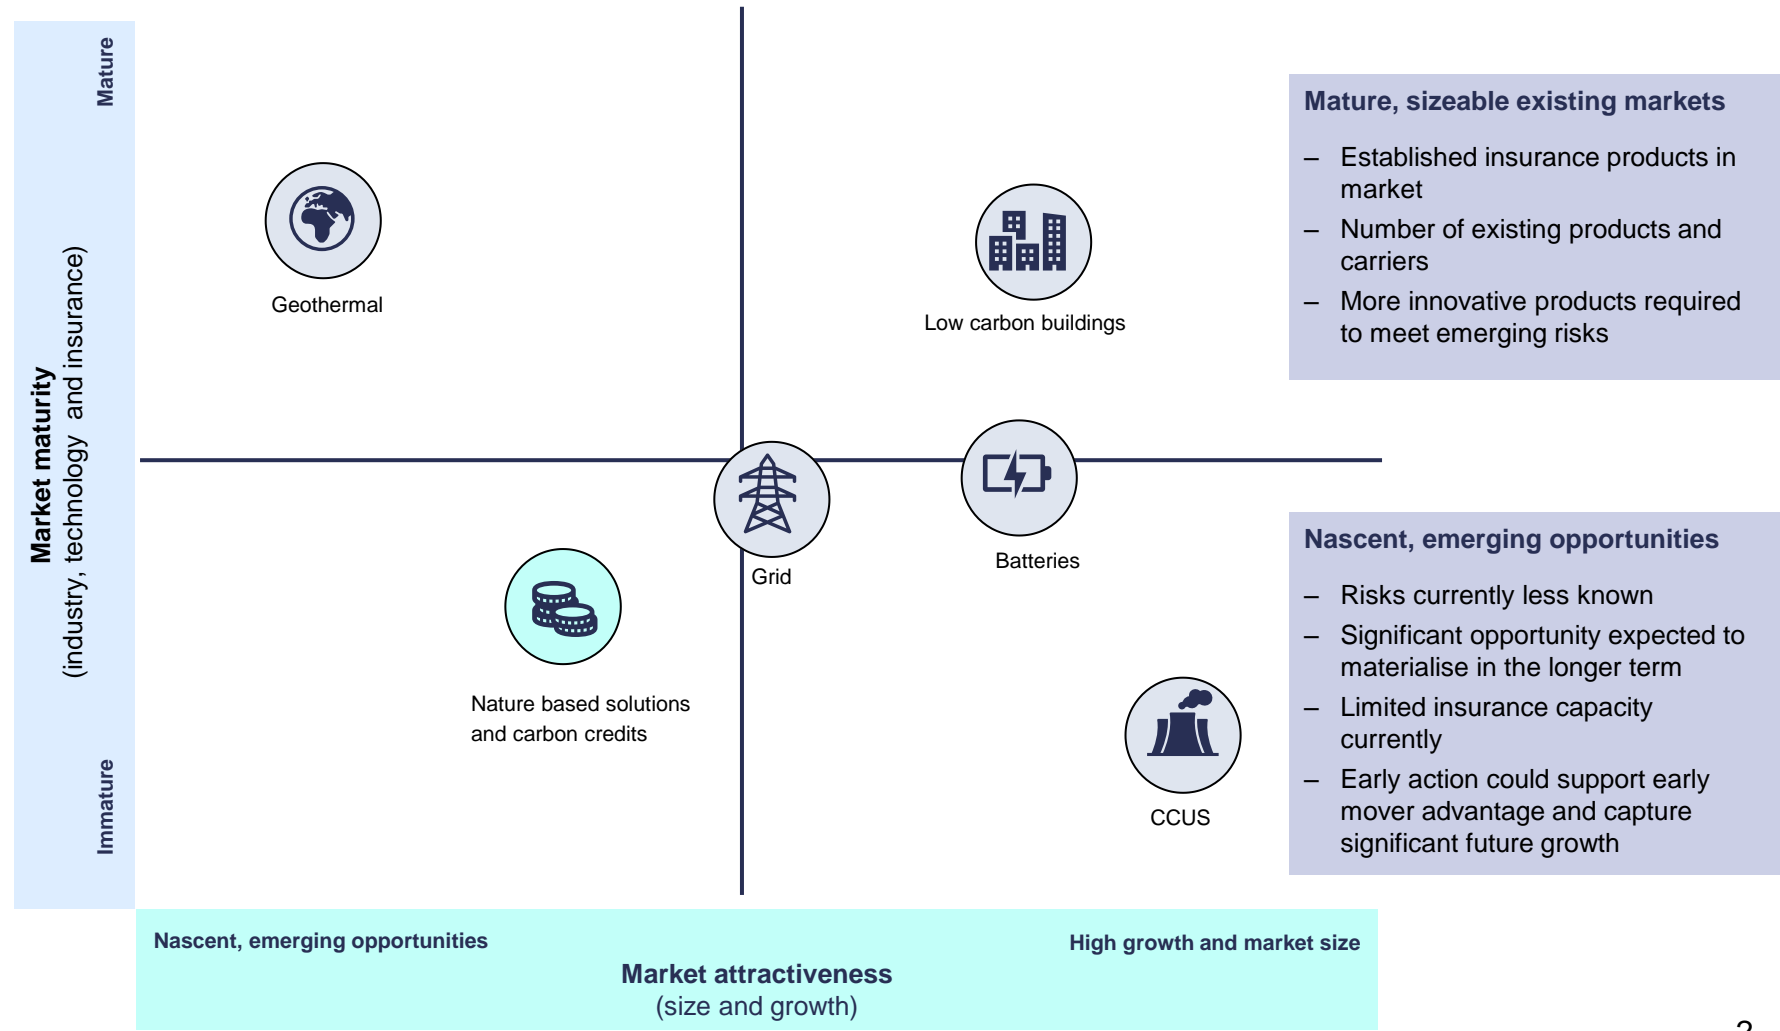 Mature
Market maturity
(industry, technology and insurance)
Immature
Geothermal
Low carbon buildings
Grid
Batteries
Nature based solutions
and carbon credits
CCUS
Mature, sizeable existing markets
– Established insurance products in
market
– Number of existing products and
carriers
– More innovative products required
to meet emerging risks
Nascent, emerging opportunities
– Risks currently less known
– Significant opportunity expected to
materialise in the longer term
– Limited insurance capacity
currently
– Early action could support early
mover advantage and capture
significant future growth
Nascent, emerging opportunities
High growth and market size
Market attractiveness
(size and growth)